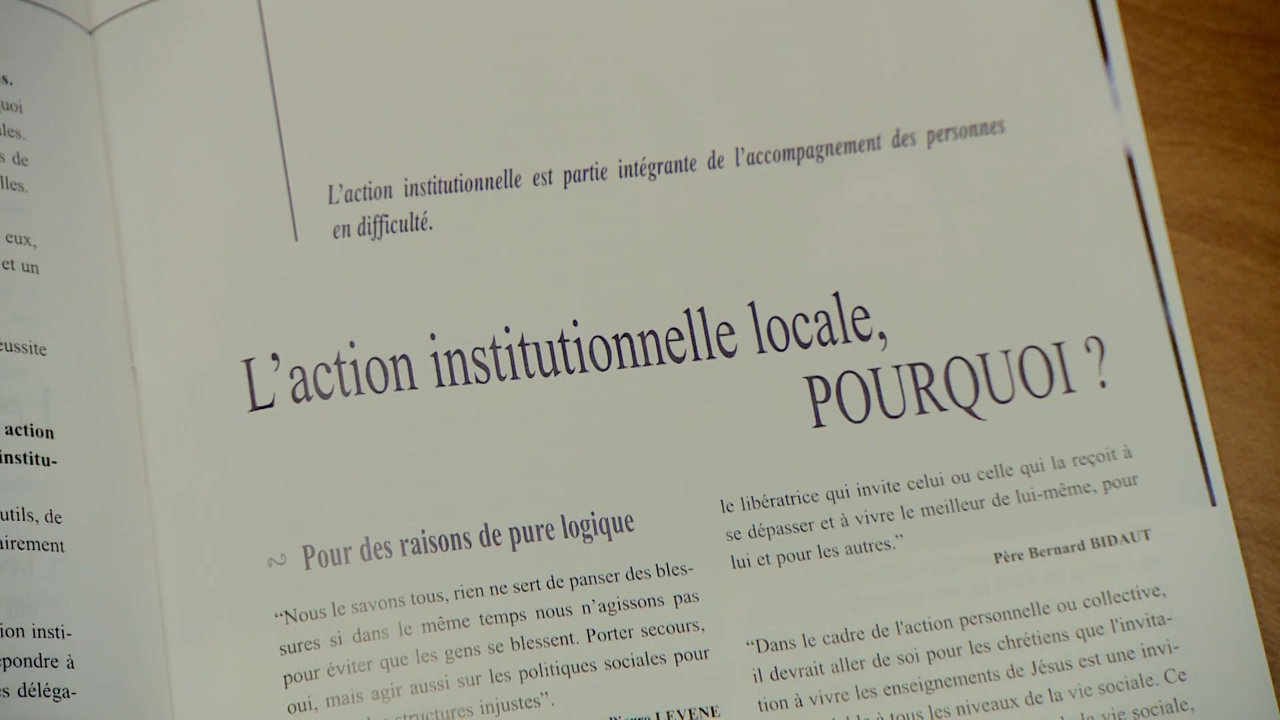 s.
quoi
les.
s de
lles.
eux,
et un
eussite
action
institu-
utils, de
airement
ion insti-
épondre à
s déléga-
L'action institutionnelle est partie intégrante de l'accompagnement des personnes
en difficulté.
L'action institutionnelle locale,
POURQUOI ?
Pour des raisons de pure logique
“Nous le savons tous, rien ne sert de panser des bles-
sures si dans le même temps nous n'agissons pas
pour éviter que les gens se blessent. Porter secours,
oui, mais agir aussi sur les politiques sociales pour
structures injustes”.
LEVENE
le libératrice qui invite celui ou celle qui la reçoit à
se dépasser et à vivre le meilleur de lui-même, pour
lui et pour les autres.”
Père Bernard BIDAUT
“Dans le cadre de l'action personnelle ou collective,
il devrait aller de soi pour les chrétiens que l'invita-
tion à vivre les enseignements de Jésus est une invi-
à tous les niveaux de la vie sociale. Ce
de la vie sociale,